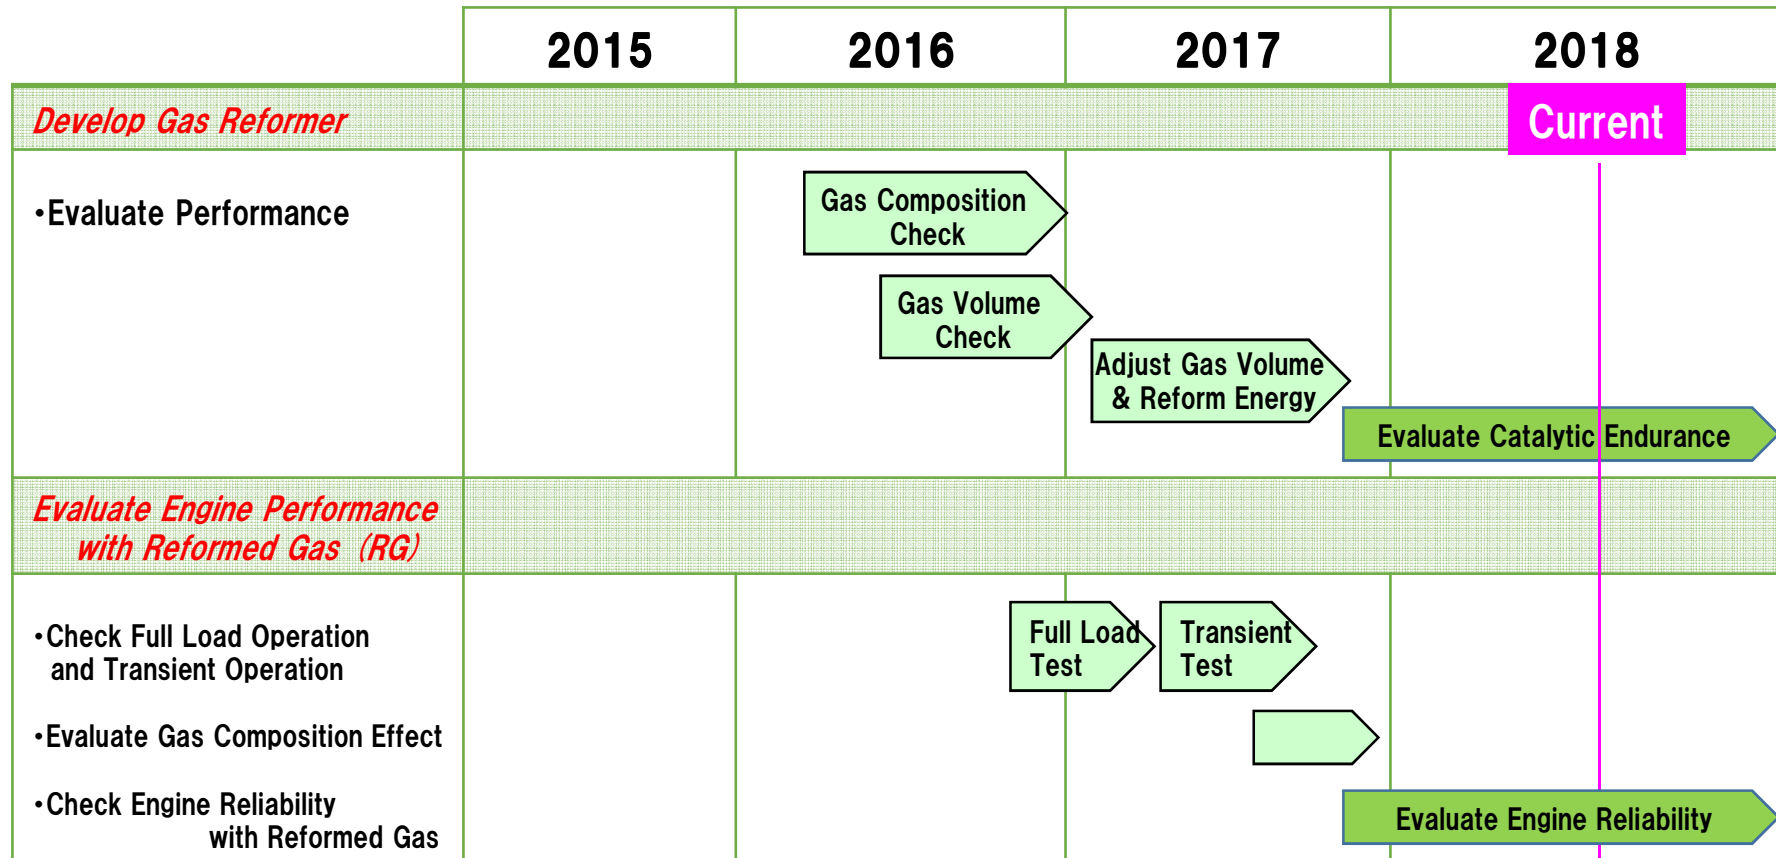 2015 2016 2017 2018
Develop Gas Reformer
Current
・Evaluate Performance
Gas Composition
Check
Gas Volume
Check
Adjust Gas Volume
& Reform Energy
Evaluate Catalytic Endurance
Evaluate Engine Performance
with Reformed Gas (RG)
・Check Full Load Operation
and Transient Operation
Full Load
Test
Transient
Test
・Evaluate Gas Composition Effect
・Check Engine Reliability
with Reformed Gas
Evaluate Engine Reliability